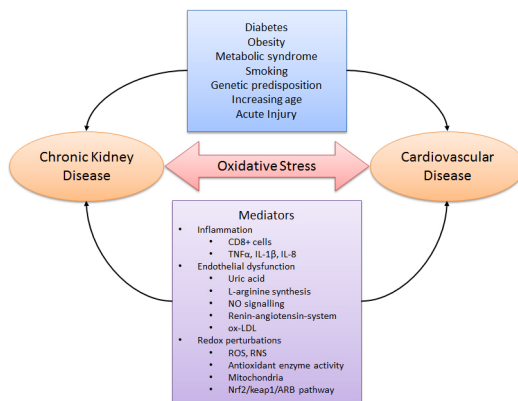 Diabetes
Obesity
Metabolic syndrome
Smoking
Genetic predisposition
Increasing age
Acute Injury
Chronic Kidney
Disease
Oxidative Stress
Cardiovascular
Disease
Mediators
• Inflammation
• CD8+ cells
• TNFα, IL-1β, IL-8
• Endothelial dysfunction
• Uric acid
• L-arginine synthesis
• NO signalling
• Renin-angiotensin-system
• ox-LDL
• Redox perturbations
• ROS, RNS
• Antioxidant enzyme activity
• Mitochondria
• Nrf2/keap1/ARB pathway